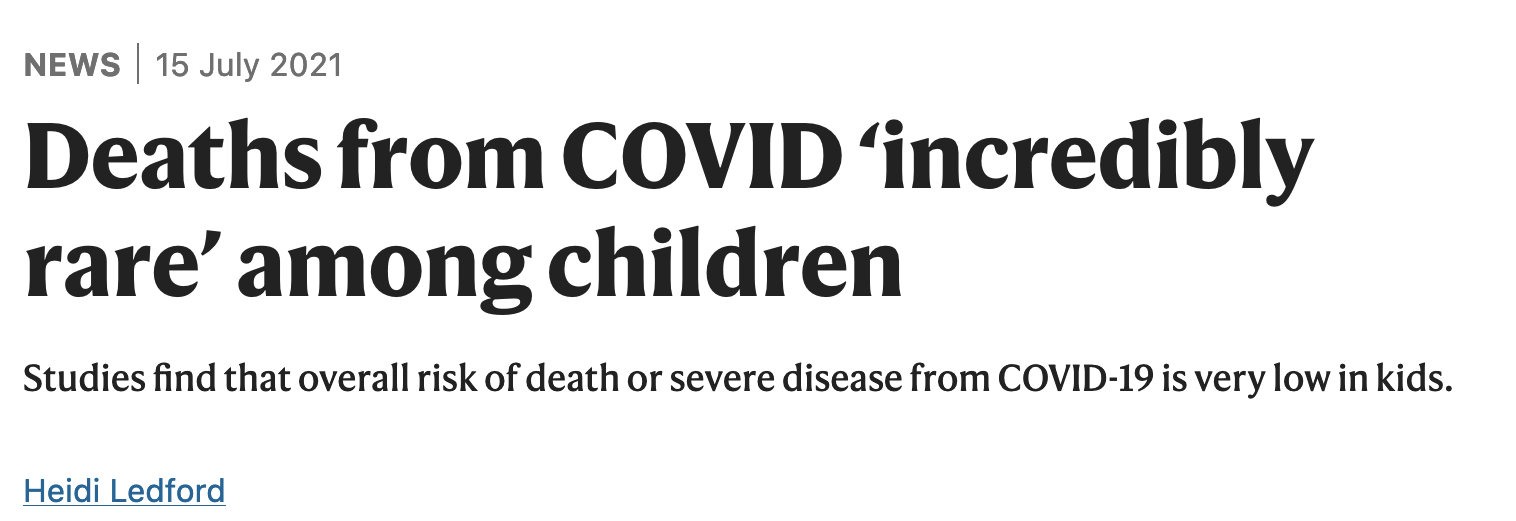 NEWS | 15 July 2021
Deaths from COVID ‘incredibly
rare’ among children
Studies find that overall risk of death or severe disease from COVID-19 is very low in kids.
Heidi Ledford